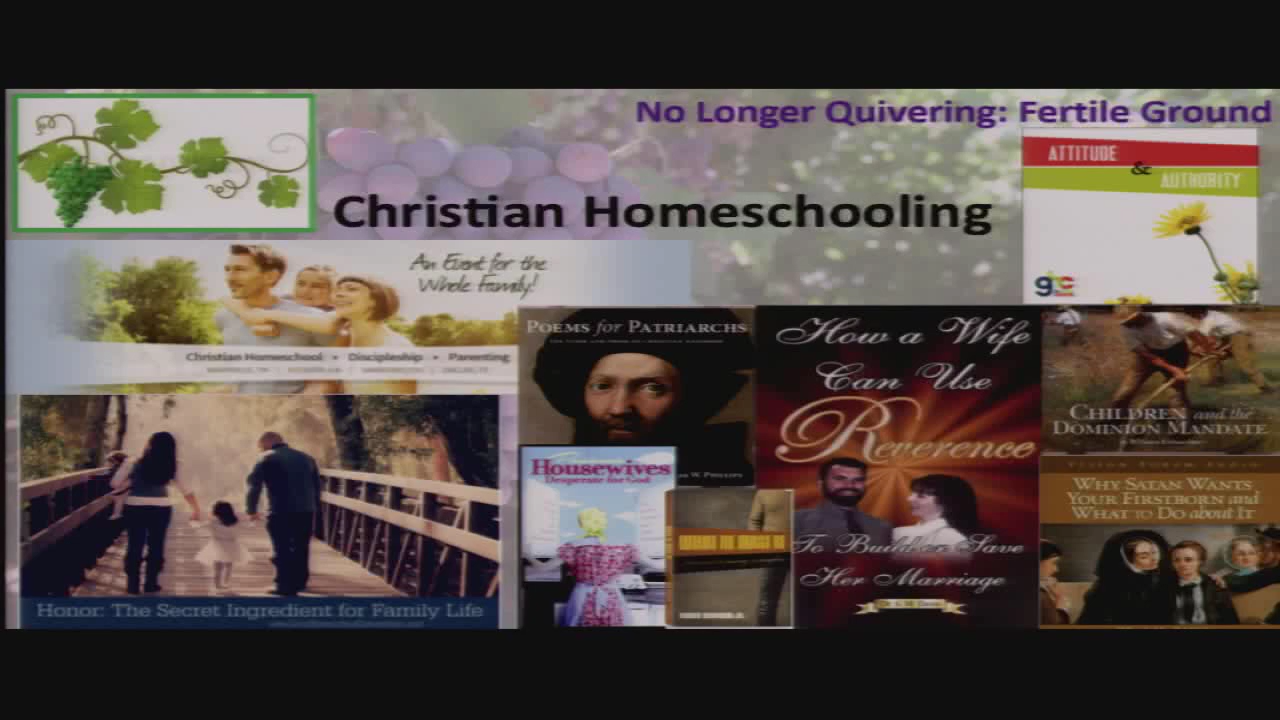 No Longer Quivering: Fertile Ground
Christian Homeschooling
ATTITUDE
&
AUTHORITY
An Event for the
Whole Family!
Christian Homeschool • Discipleship • Parenting
POEMS for PATRIARCHS
How a Wife
Can Use
Reverence
To Build or Save
Her Marriage
CHILDREN and the
DOMINION MANDATE
WHY SATAN WANTS
YOUR FIRSTBORN and
WHAT TO DO about IT
Housewives
Desperate for God
Honor: The Secret Ingredient for Family Life